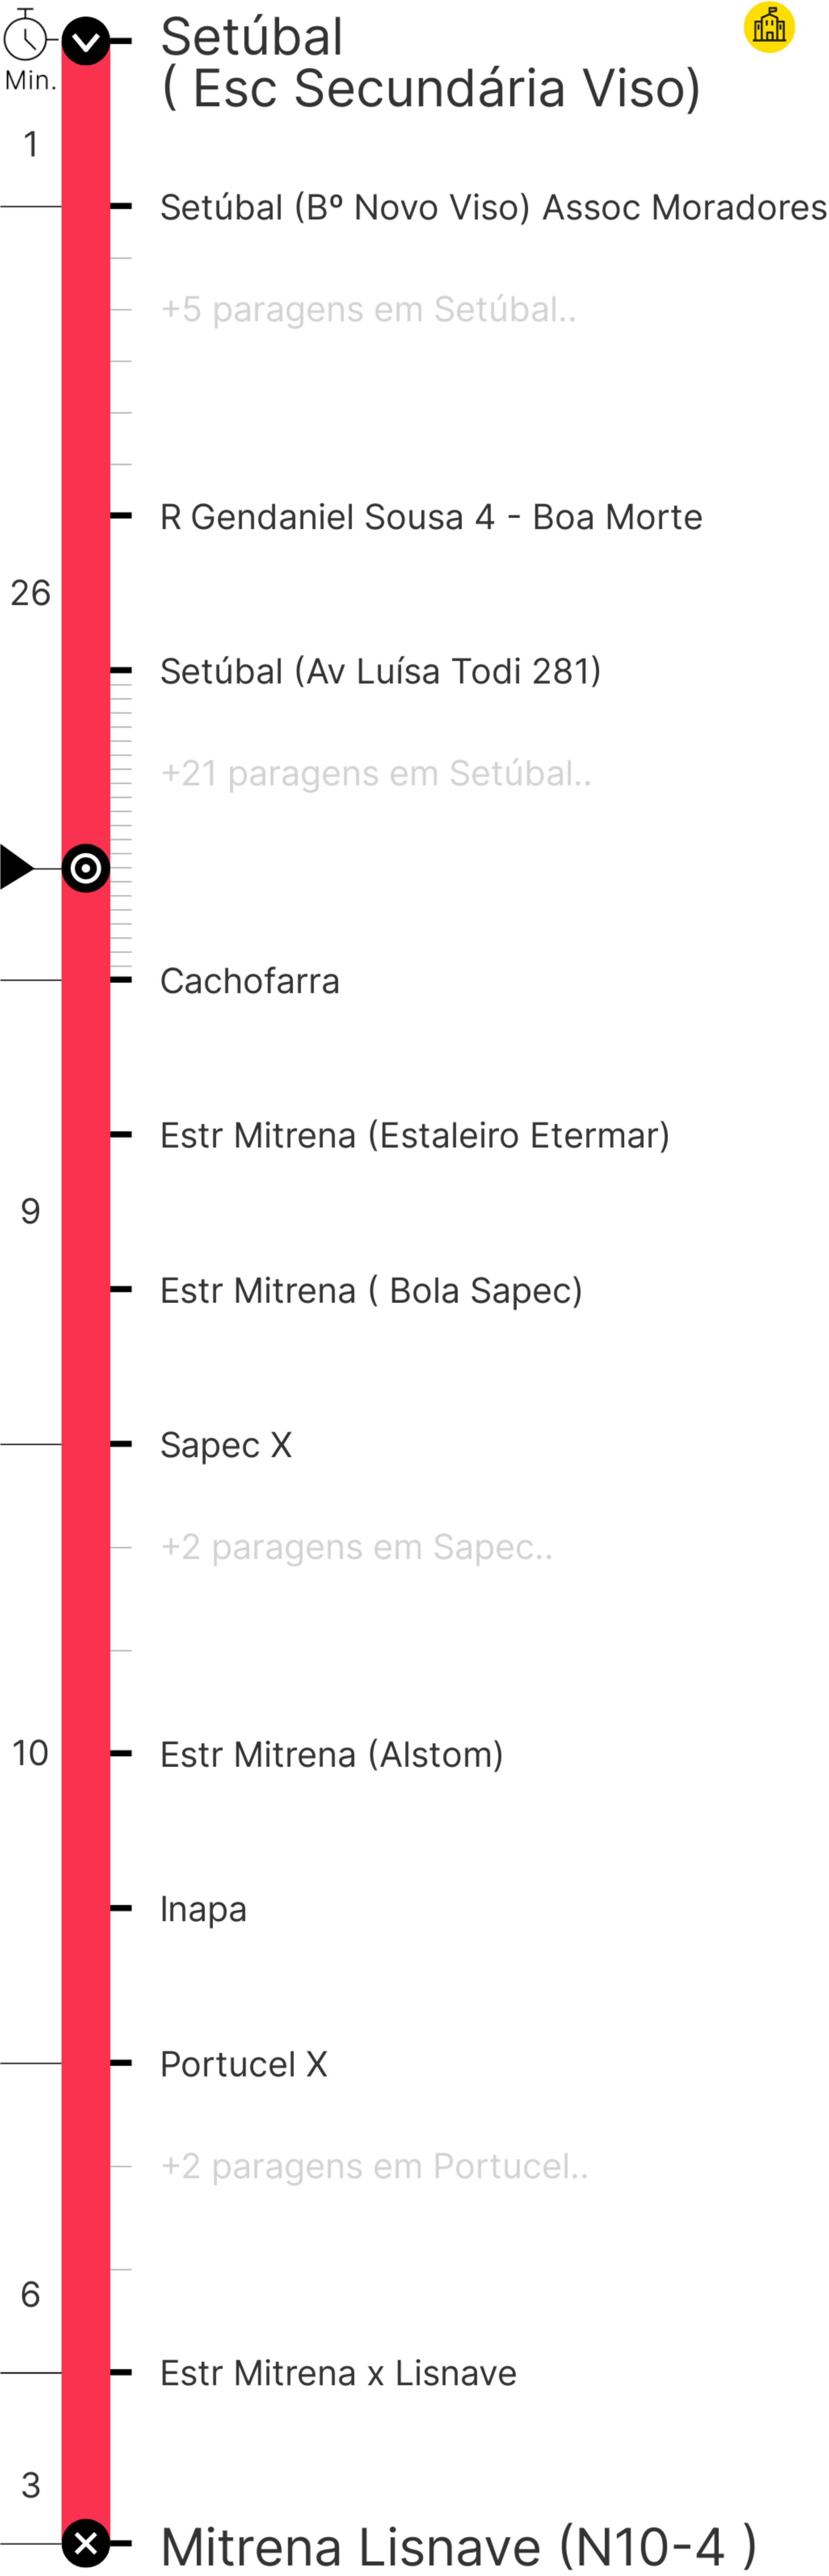 Setúbal
( Esc Secundária Viso)
Min.
1
Setúbal (Bº Novo Viso) Assoc Moradores
+5 paragens em Setúbal..
R Gendaniel Sousa 4 - Boa Morte
26
Setúbal (Av Luísa Todi 281)
+21 paragens em Setúbal..
Cachofarra
Estr Mitrena (Estaleiro Etermar)
9
Estr Mitrena ( Bola Sapec)
Sapec X
+2 paragens em Sapec..
10
Estr Mitrena (Alstom)
Inapa
Portucel X
+2 paragens em Portucel..
6
Estr Mitrena x Lisnave
3
Mitrena Lisnave (N10-4 )